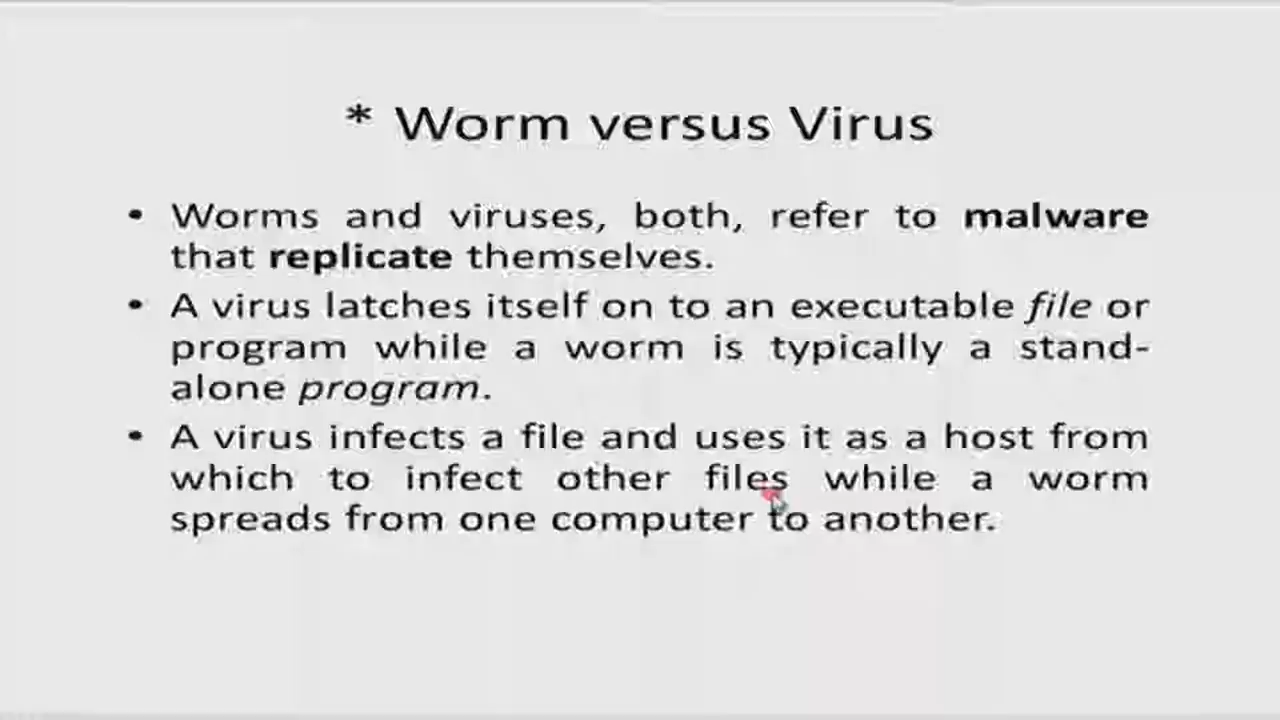 * Worm versus Virus
• Worms and viruses, both, refer to malware
that replicate themselves.
• A virus latches itself on to an executable file or
program while a worm is typically a stand-
alone program.
• A virus infects a file and uses it as a host from
which to infect other files while a worm
spreads from one computer to another.